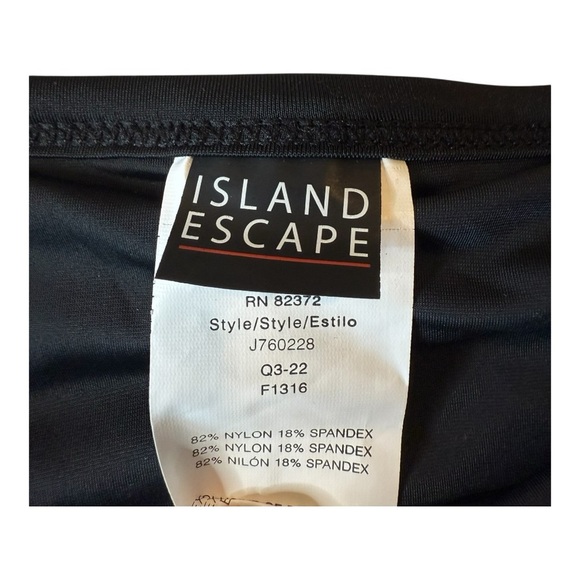 ISLAND
ESCAPE
RN 82372
Style/Style/Estilo
J760228
Q3-22
F1316
82% NYLON 18% SPANDEX
82% NYLON 18% SPANDEX
82% NILÓN 18% SPANDEX